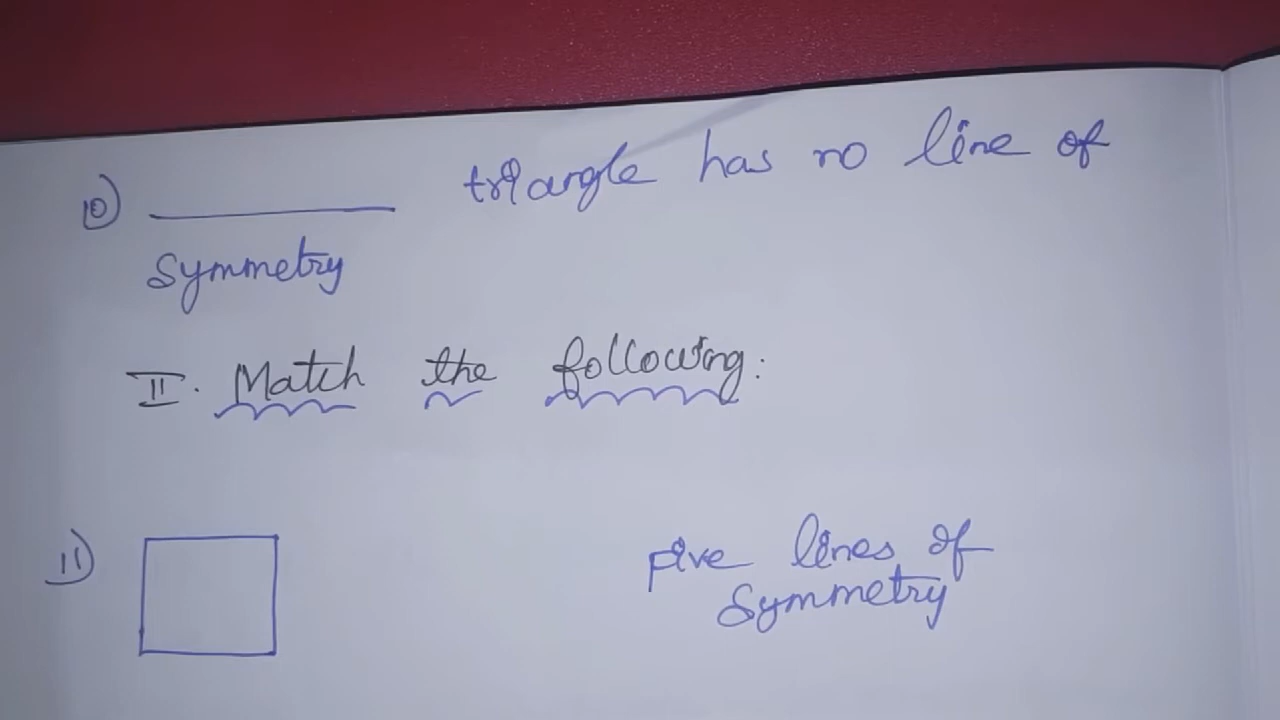 10) ________ triangle has no line of
Symmetry
II. Match the following:
11) five lines of
Symmetry